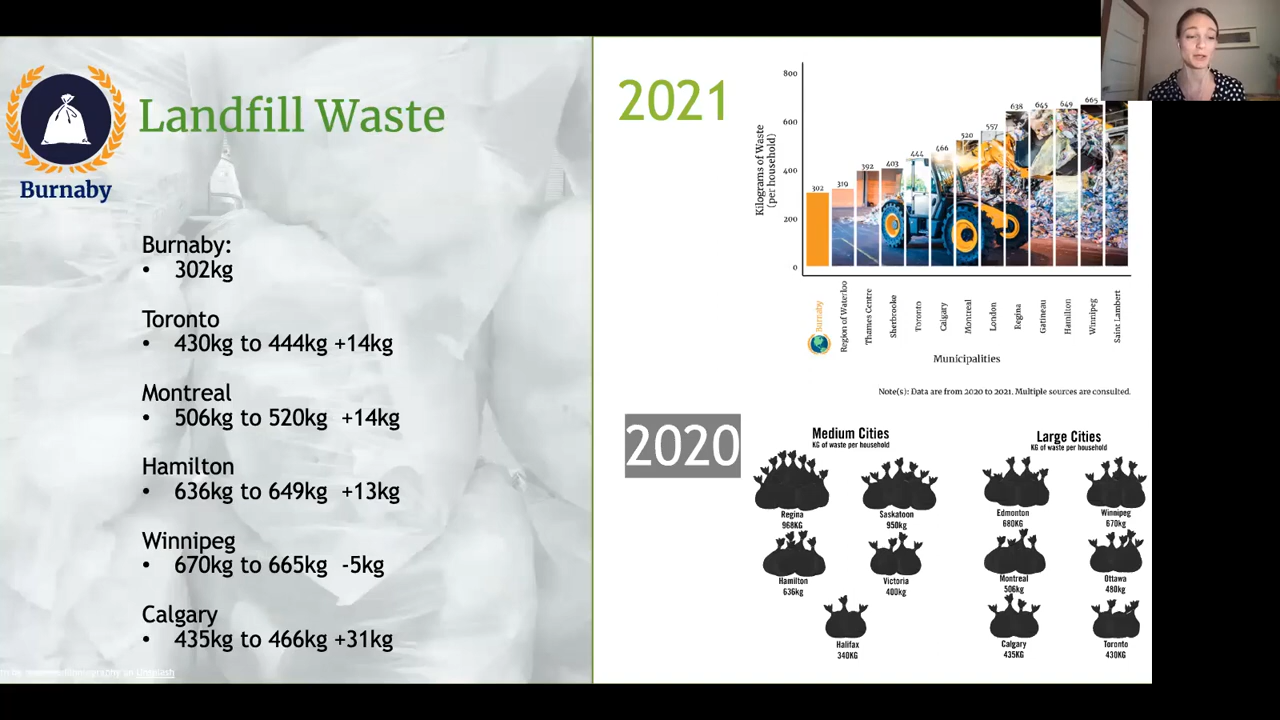 Landfill Waste
Burnaby
Burnaby:
• 302kg
Toronto
• 430kg to 444kg +14kg
Montreal
• 506kg to 520kg +14kg
Hamilton
• 636kg to 649kg +13kg
Winnipeg
• 670kg to 665kg -5kg
Calgary
• 435kg to 466kg +31kg
on Unsplash
2021
Kilograms of Waste
(per household)
800
600
400
200
0
302
319
392
403
444
466
520
557
638
645
649
665
Burnaby
Region of Waterloo
Thames Centre
Sherbrooke
Toronto
Calgary
Montreal
London
Regina
Gatineau
Hamilton
Winnipeg
Saint Lambert
Municipalities
Note(s): Data are from 2020 to 2021. Multiple sources are consulted.
2020
Medium Cities
KG of waste per household
Regina
968KG
Saskatoon
950kg
Hamilton
636kg
Victoria
400kg
Halifax
340KG
Large Cities
KG of waste per household
Edmonton
680KG
Winnipeg
670kg
Montreal
506kg
Ottawa
480kg
Calgary
435KG
Toronto
430KG